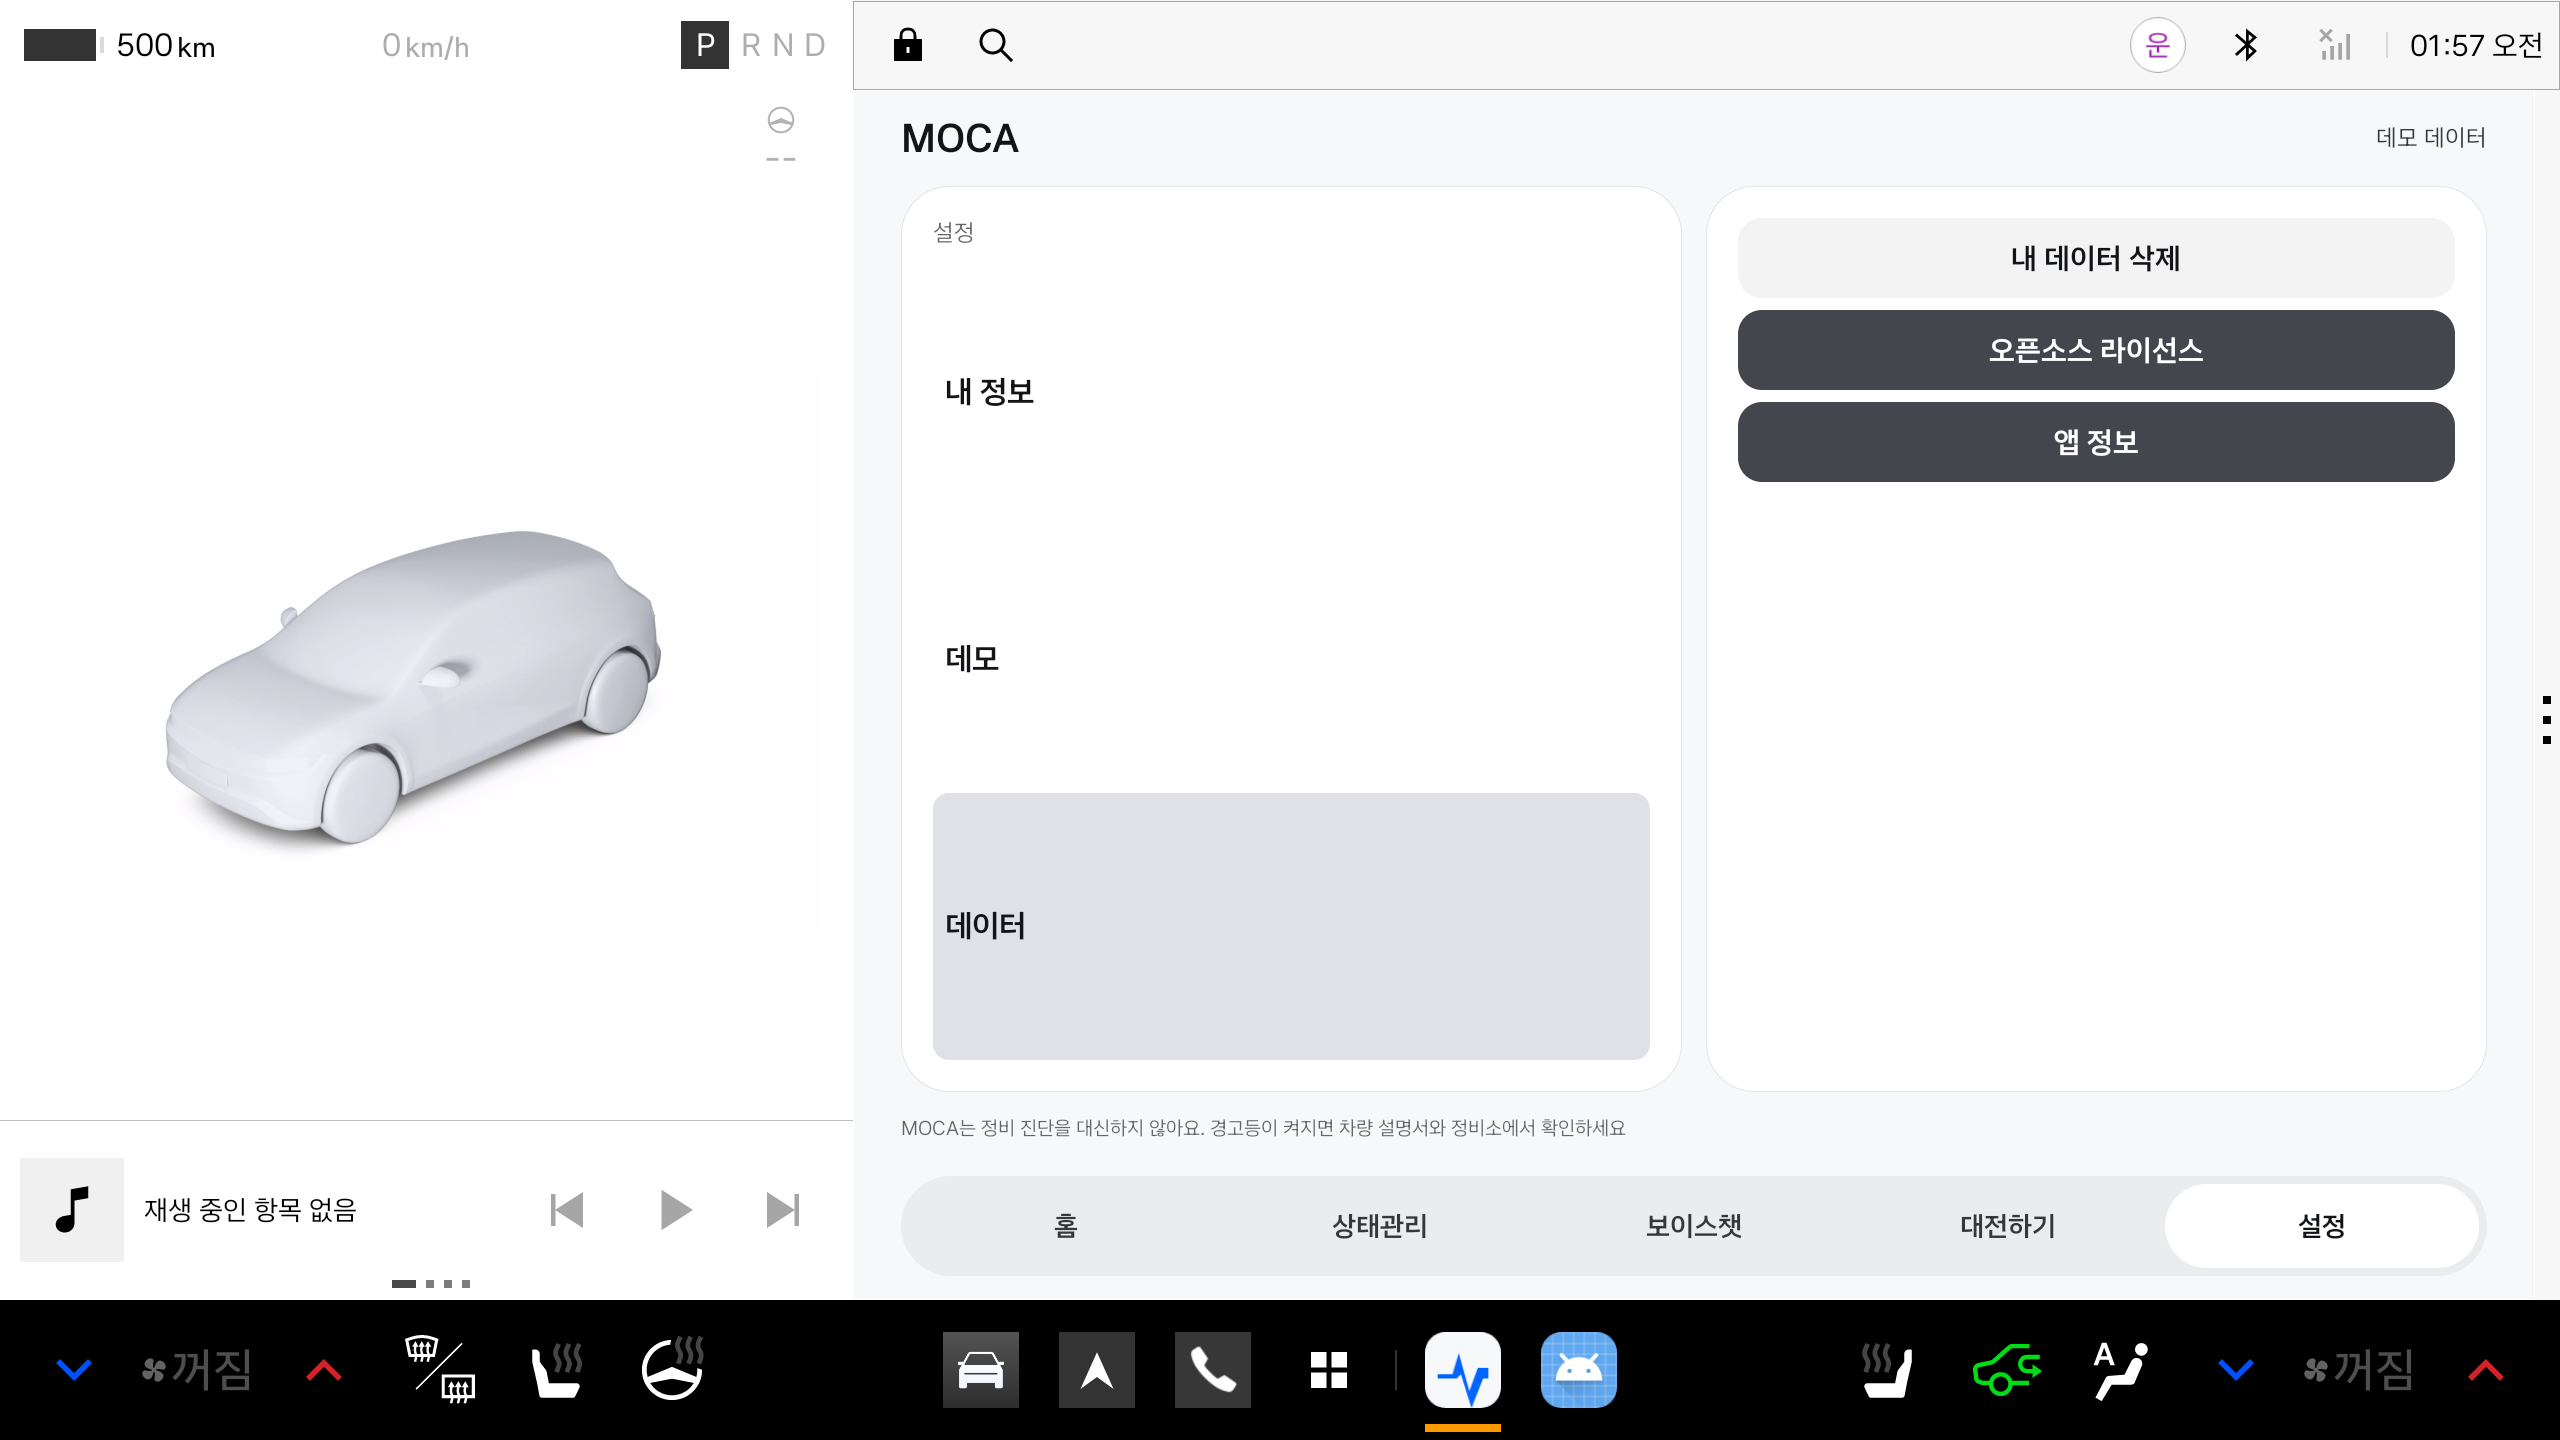 500 km
0 km/h
P R N D
운
01:57 오전
MOCA
데모 데이터
설정
내 정보
데모
데이터
내 데이터 삭제
오픈소스 라이선스
앱 정보
MOCA는 정비 진단을 대신하지 않아요. 경고등이 켜지면 차량 설명서와 정비소에서 확인하세요
재생 중인 항목 없음
홈
상태관리
보이스챗
대전하기
설정
꺼짐
A
꺼짐